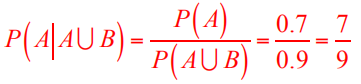 P(A|A∪B) = P(A)/P(A∪B) = 0.7/0.9 = 7/9